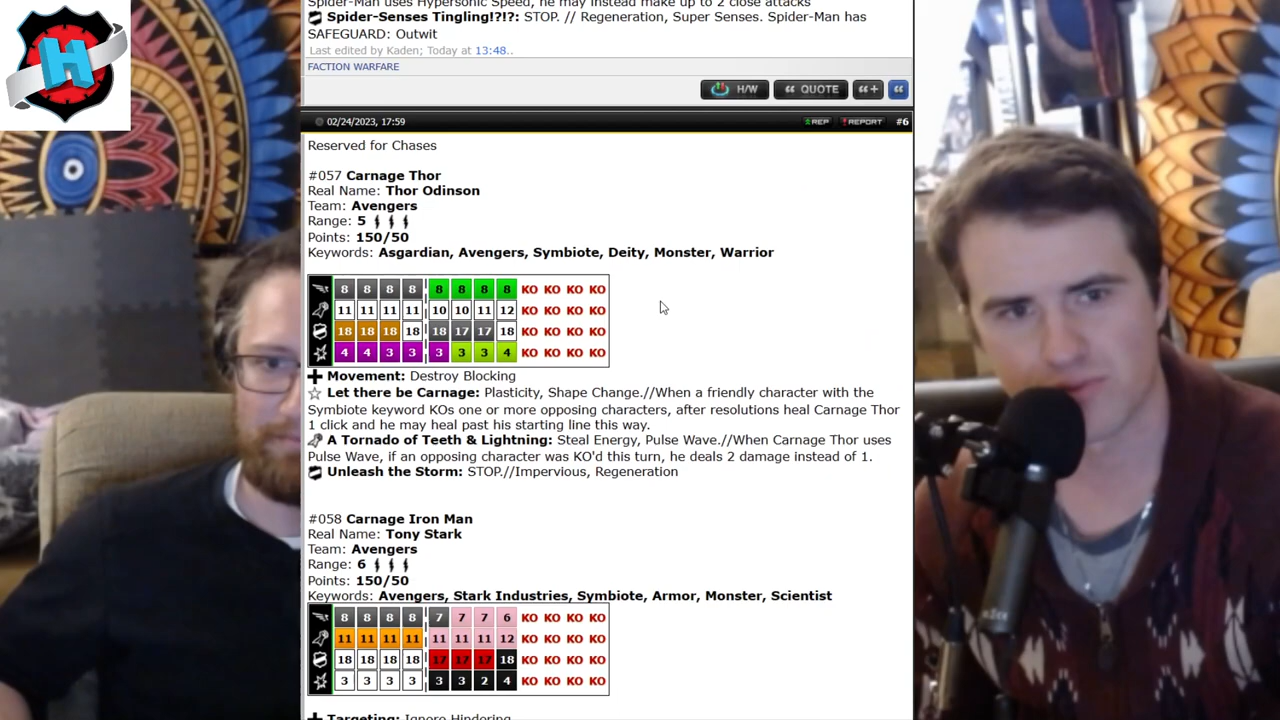 Spider-Man uses Hypersonic Speed, he may instead make up to 2 close attacks
Spider-Senses Tingling!?!?: STOP. // Regeneration, Super Senses. Spider-Man has
SAFEGUARD: Outwit
Last edited by Kaden; Today at 13:48..
FACTION WARFARE
H/W
QUOTE
02/24/2023, 17:59
REP
REPORT
#6
Reserved for Chases
#057 Carnage Thor
Real Name: Thor Odinson
Team: Avengers
Range: 5
Points: 150/50
Keywords: Asgardian, Avengers, Symbiote, Deity, Monster, Warrior
8 8 8 8 8 8 8 8 KO KO KO KO
11 11 11 11 10 10 11 12 KO KO KO KO
18 18 18 18 18 17 17 18 KO KO KO KO
4 4 3 3 3 3 3 4 KO KO KO KO
Movement: Destroy Blocking
Let there be Carnage: Plasticity, Shape Change.//When a friendly character with the
Symbiote keyword KOs one or more opposing characters, after resolutions heal Carnage Thor
1 click and he may heal past his starting line this way.
A Tornado of Teeth & Lightning: Steal Energy, Pulse Wave.//When Carnage Thor uses
Pulse Wave, if an opposing character was KO'd this turn, he deals 2 damage instead of 1.
Unleash the Storm: STOP.//Impervious, Regeneration
#058 Carnage Iron Man
Real Name: Tony Stark
Team: Avengers
Range: 6
Points: 150/50
Keywords: Avengers, Stark Industries, Symbiote, Armor, Monster, Scientist
8 8 8 8 7 7 7 6 KO KO KO KO
11 11 11 11 11 11 11 12 KO KO KO KO
18 18 18 18 17 17 17 18 KO KO KO KO
3 3 3 3 3 3 2 4 KO KO KO KO
Targeting: Ignore Hindering
H